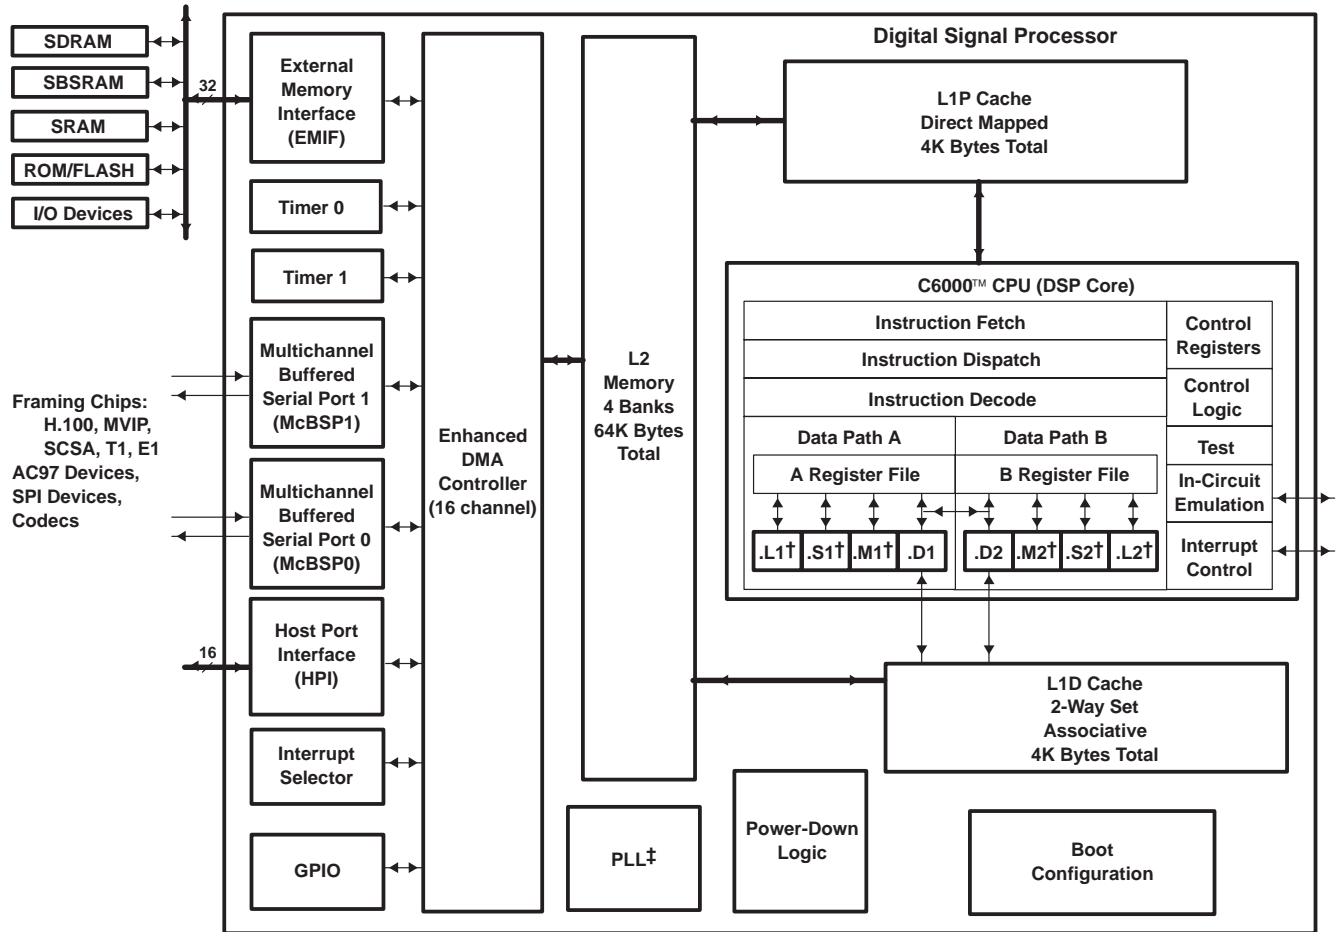 Digital Signal Processor
SDRAM
SBSRAM
SRAM
ROM/FLASH
I/O Devices
32
External
Memory
Interface
(EMIF)
Timer 0
Timer 1
Framing Chips:
H.100, MVIP,
SCSA, T1, E1
AC97 Devices,
SPI Devices,
Codecs
Multichannel
Buffered
Serial Port 1
(McBSP1)
Multichannel
Buffered
Serial Port 0
(McBSP0)
16
Host Port
Interface
(HPI)
Interrupt
Selector
GPIO
Enhanced
DMA
Controller
(16 channel)
L2
Memory
4 Banks
64K Bytes
Total
L1P Cache
Direct Mapped
4K Bytes Total
C6000™ CPU (DSP Core)
Instruction Fetch
Instruction Dispatch
Instruction Decode
Data Path A
Data Path B
A Register File
B Register File
.L1† .S1† .M1† .D1
.D2 .M2† .S2† .L2†
Control
Registers
Control
Logic
Test
In-Circuit
Emulation
Interrupt
Control
L1D Cache
2-Way Set
Associative
4K Bytes Total
PLL‡
Power-Down
Logic
Boot
Configuration